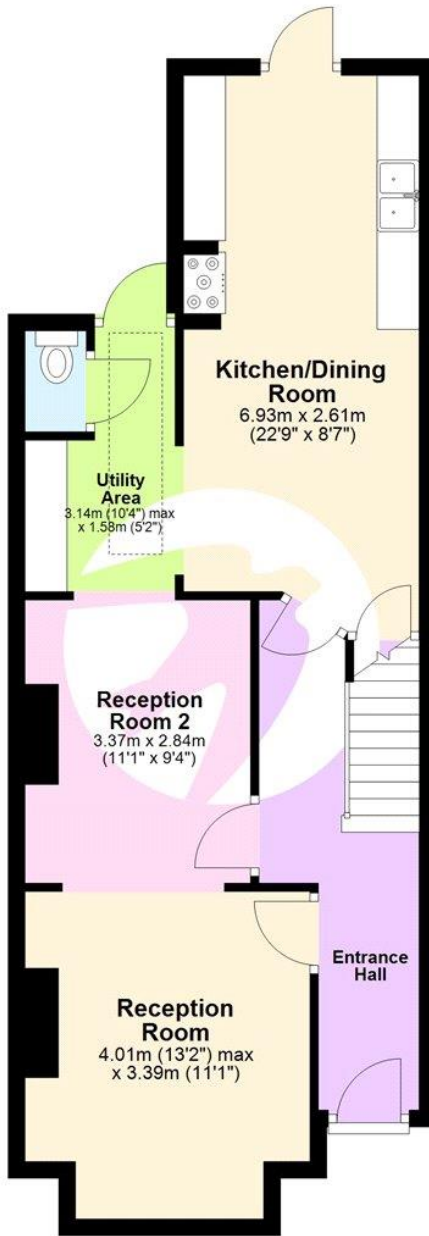 Kitchen/Dining
Room
6.93m x 2.61m
(22'9" x 8'7")
Utility
Area
3.14m (10'4") max
x 1.58m (5'2")
Reception
Room 2
3.37m x 2.84m
(11'1" x 9'4")
Entrance
Hall
Reception
Room
4.01m (13'2") max
x 3.39m (11'1")